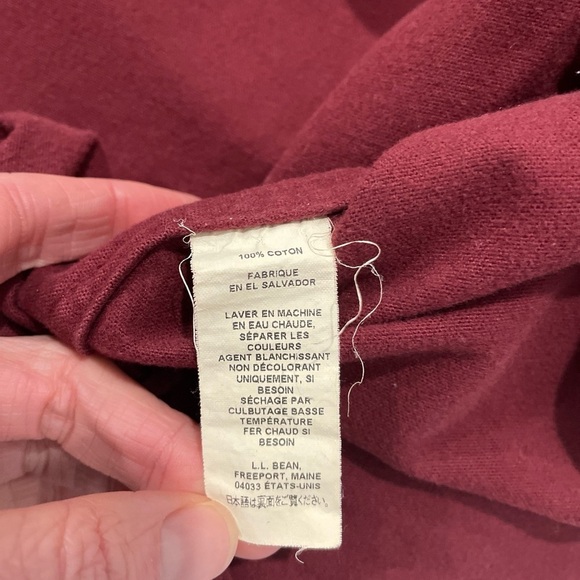 100% COTON
FABRIQUE
EN EL SALVADOR
LAVER EN MACHINE
EN EAU CHAUDE,
SÉPARER LES
COULEURS
AGENT BLANCHISSANT
NON DÉCOLORANT
UNIQUEMENT, SI
BESOIN
SÉCHAGE PAR
CULBUTAGE BASSE
TEMPÉRATURE
FER CHAUD SI
BESOIN
L.L. BEAN,
FREEPORT, MAINE
04033 ÉTATS-UNIS
日本語は裏面をご覧ください。